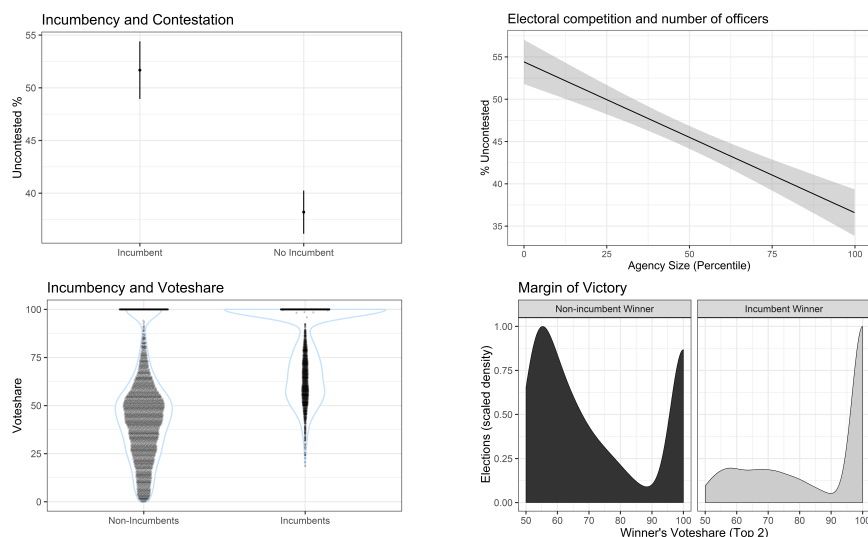 Incumbency and Contestation
55
50
45
40
Uncontested %
Incumbent
No Incumbent
Electoral competition and number of officers
55
50
45
40
35
% Uncontested
0
25
50
75
100
Agency Size (Percentile)
Incumbency and Voteshare
100
75
50
25
0
Voteshare
Non-Incumbents
Incumbents
Margin of Victory
Non-incumbent Winner
Incumbent Winner
1.00
0.75
0.50
0.25
0.00
Elections (scaled density)
50 60 70 80 90 100
50 60 70 80 90 100
Winner's Voteshare (Top 2)